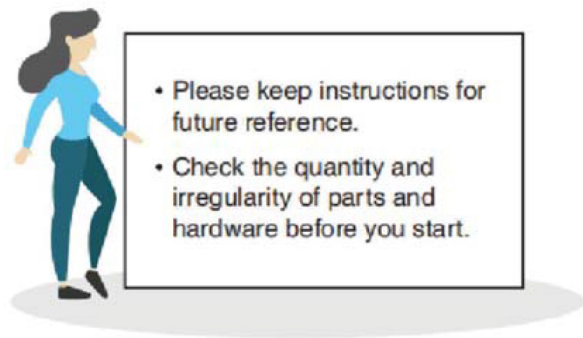 • Please keep instructions for
future reference.
• Check the quantity and
irregularity of parts and
hardware before you start.